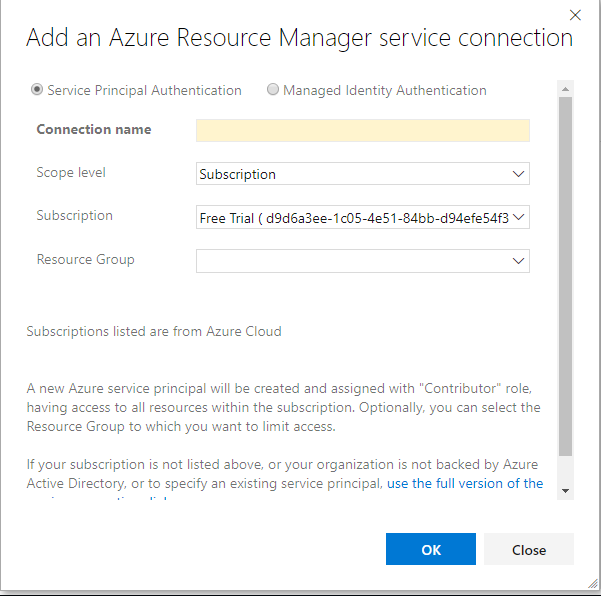 Add an Azure Resource Manager service connection
Service Principal Authentication Managed Identity Authentication
Connection name
Scope level Subscription
Subscription Free Trial ( d9d6a3ee-1c05-4e51-84bb-d94efe54f3
Resource Group
Subscriptions listed are from Azure Cloud
A new Azure service principal will be created and assigned with "Contributor" role,
having access to all resources within the subscription. Optionally, you can select the
Resource Group to which you want to limit access.
If your subscription is not listed above, or your organization is not backed by Azure
Active Directory, or to specify an existing service principal, use the full version of the
OK Close